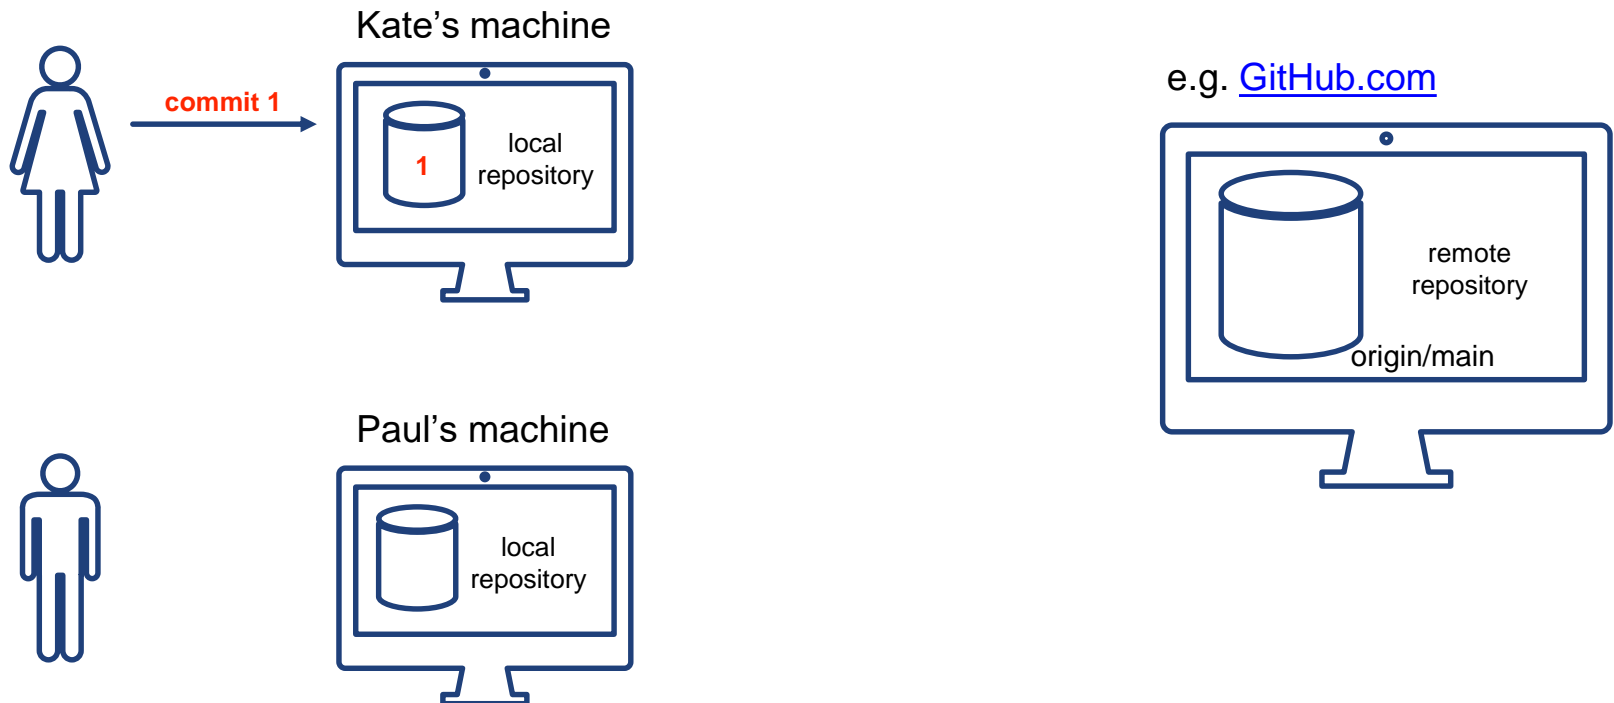 Kate’s machine
commit 1
1
local
repository
e.g. GitHub.com
remote
repository
origin/main
Paul’s machine
local
repository